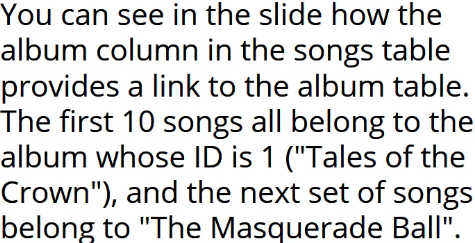 You can see in the slide how the
album column in the songs table
provides a link to the album table.
The first 10 songs all belong to the
album whose ID is 1 ("Tales of the
Crown"), and the next set of songs
belong to "The Masquerade Ball".